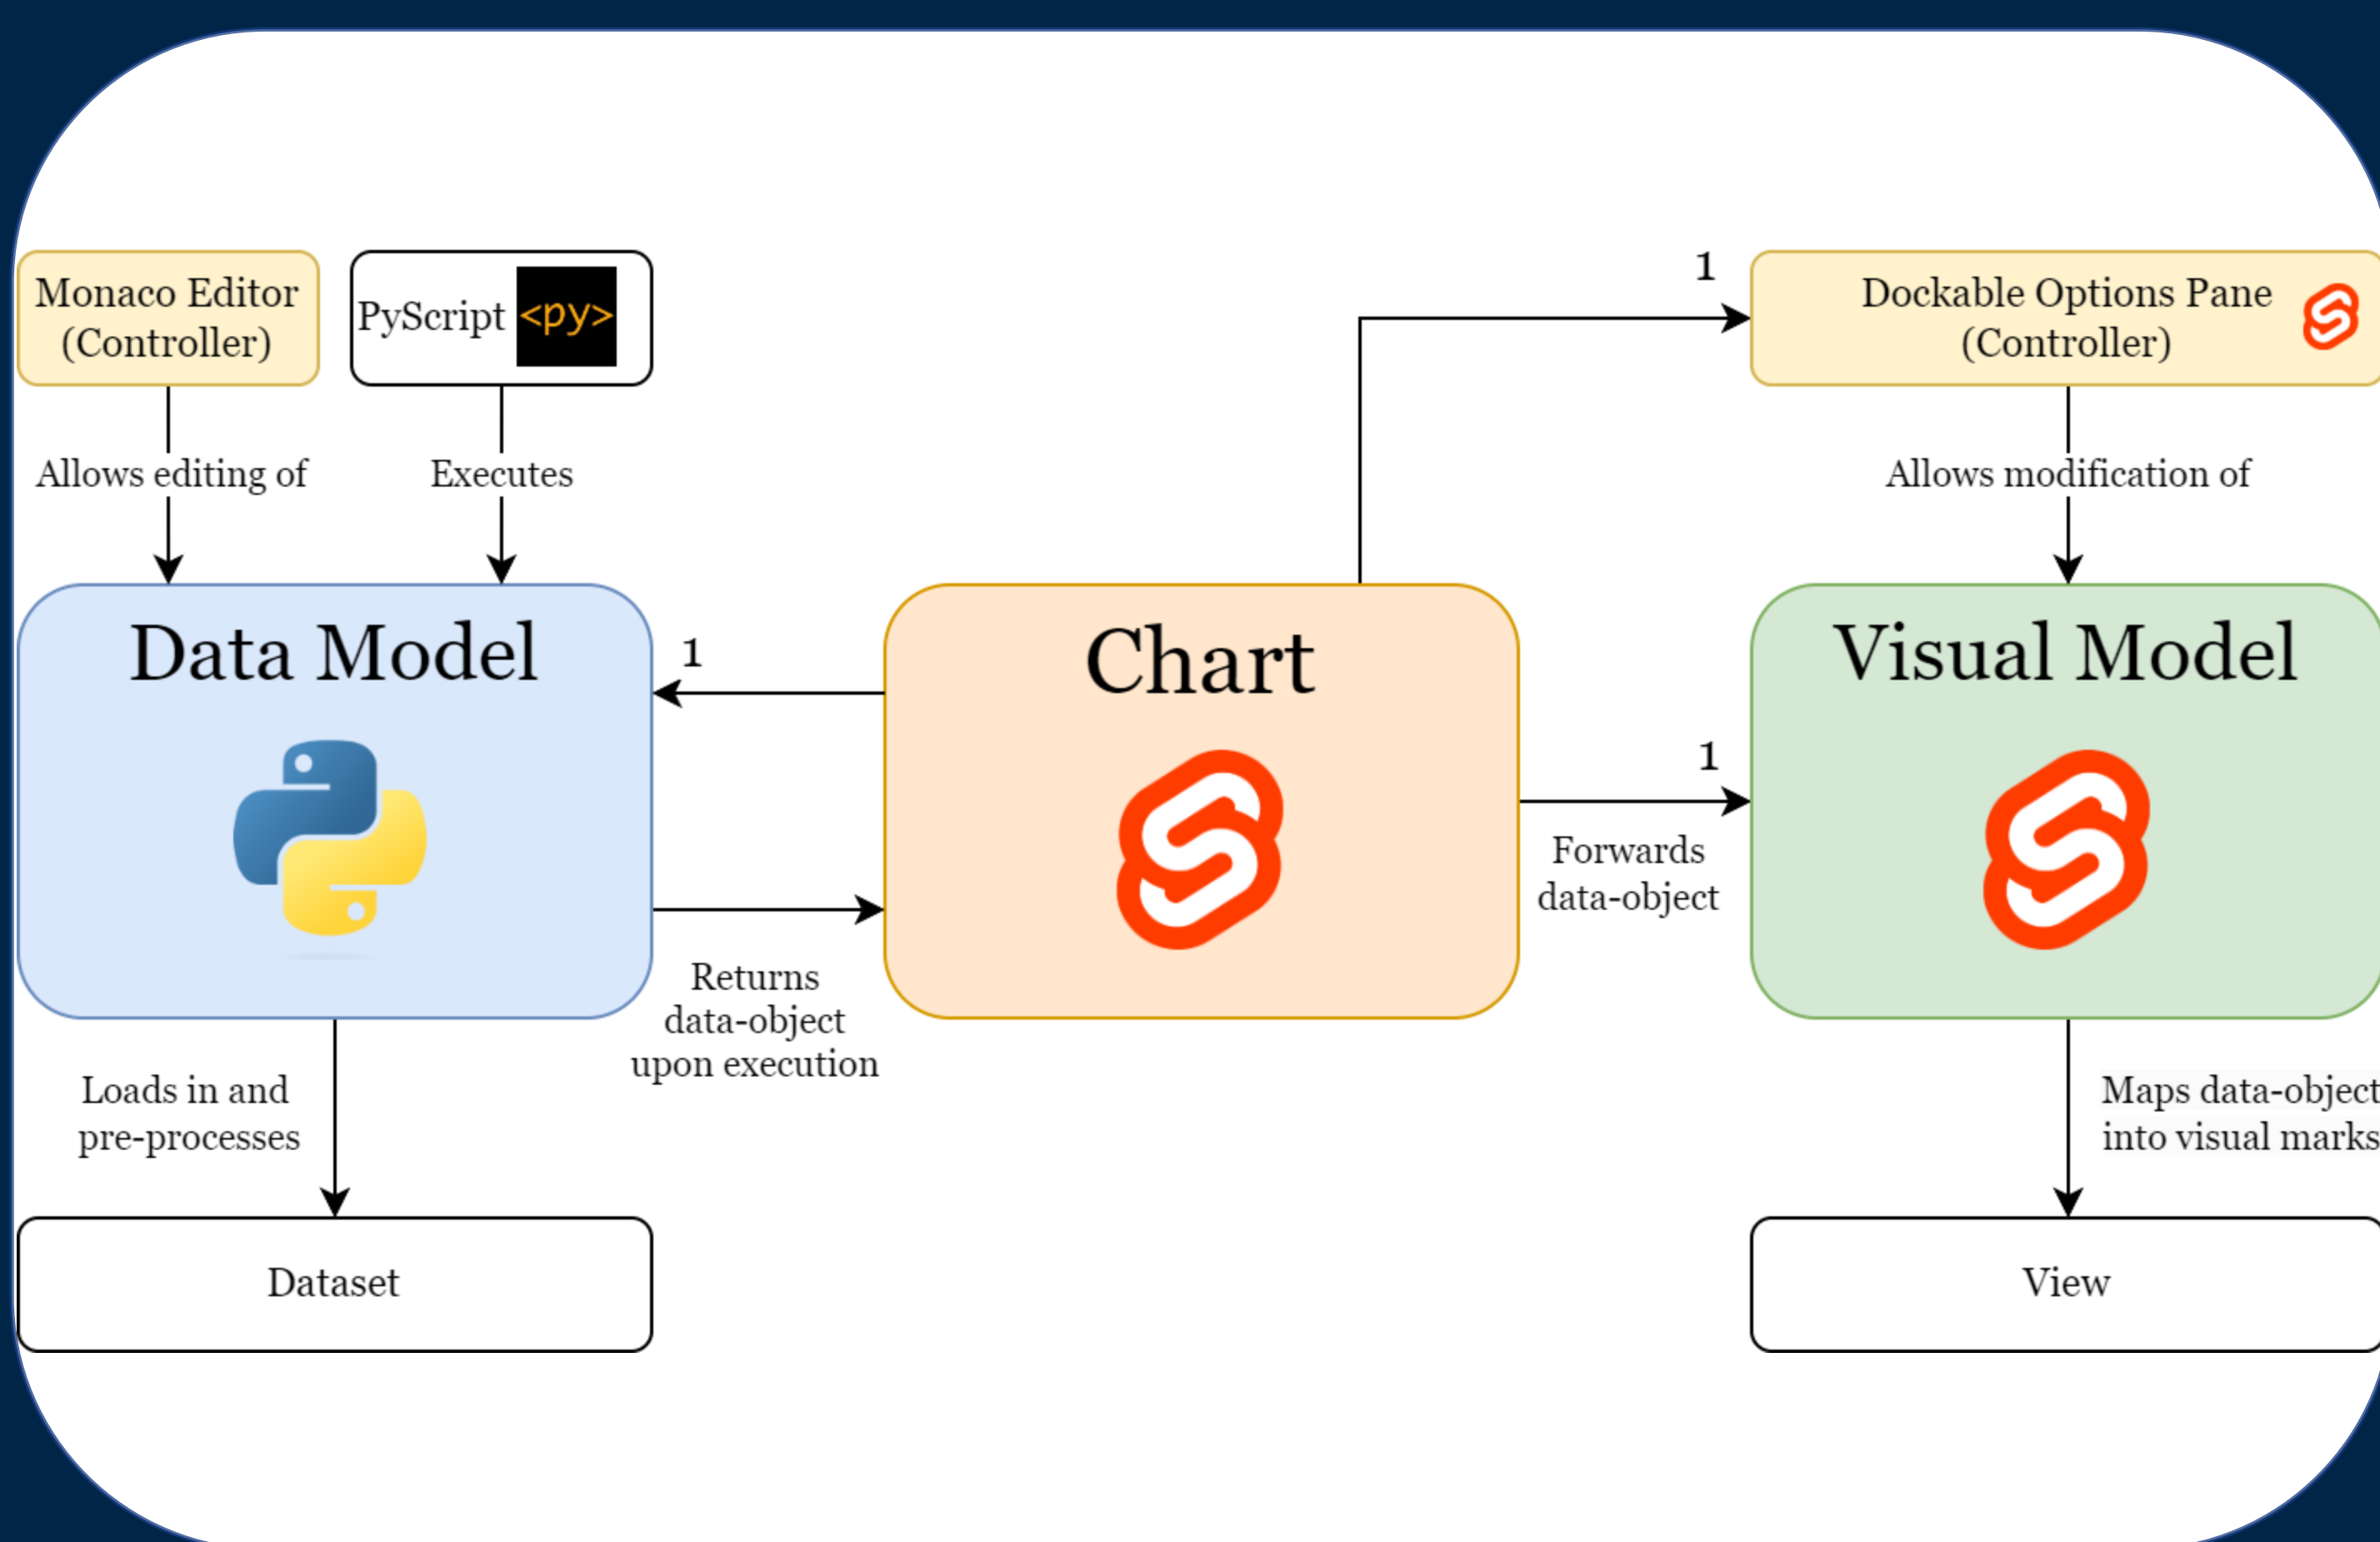 Monaco Editor
(Controller)
PyScript
<py>
1
Dockable Options Pane
(Controller)
Allows editing of
Executes
Allows modification of
Data Model
1
Chart
1
Visual Model
Forwards
data-object
Returns
data-object
upon execution
Loads in and
pre-processes
Maps data-object
into visual marks
Dataset
View